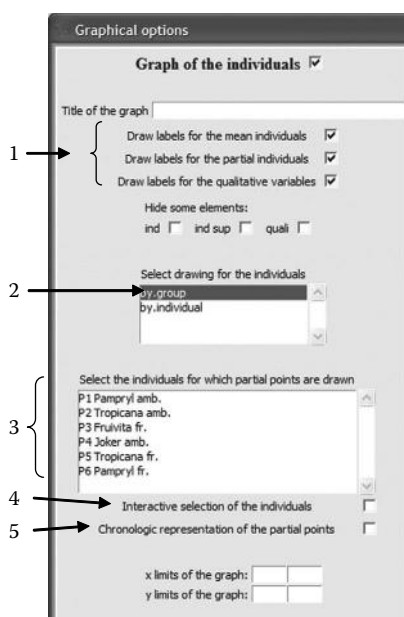 Graphical options
Graph of the individuals
Title of the graph
1
Draw labels for the mean individuals
Draw labels for the partial individuals
Draw labels for the qualitative variables
Hide some elements:
ind ind sup quali
Select drawing for the individuals
2
by.group
by.individual
Select the individuals for which partial points are drawn
3
P1 Pampryl amb.
P2 Tropicana amb.
P3 Fruivita fr.
P4 Joker amb.
P5 Tropicana fr.
P6 Pampryl fr.
4
Interactive selection of the individuals
5
Chronologic representation of the partial points
x limits of the graph:
y limits of the graph: